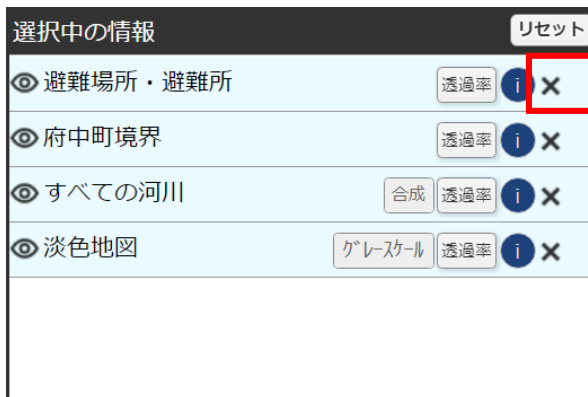 選択中の情報 リセット
避難場所・避難所 透過率 i ×
府中町境界 透過率 i ×
すべての河川 合成 透過率 i ×
淡色地図 ｸﾞﾚｰｽｹｰﾙ 透過率 i ×